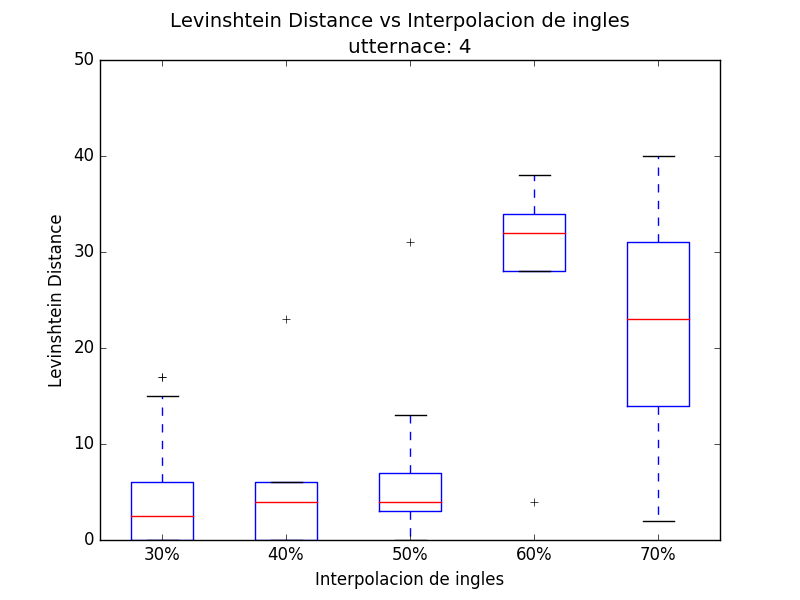 Levinshtein Distance vs Interpolacion de ingles
utternace: 4
50
40
30
20
10
0
Levinshtein Distance
30% 40% 50% 60% 70%
Interpolacion de ingles